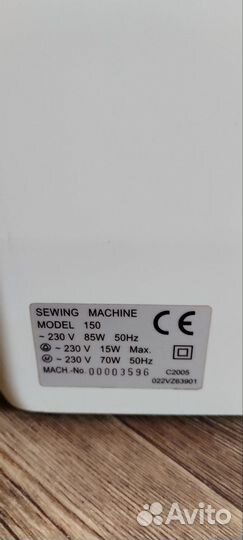 SEWING MACHINE
MODEL 150
~ 230 V 85W 50Hz
~ 230 V 15W Max.
~ 230 V 70W 50Hz
MACH.-No. 00003596
CE
C2005
022VZ63901
Avito